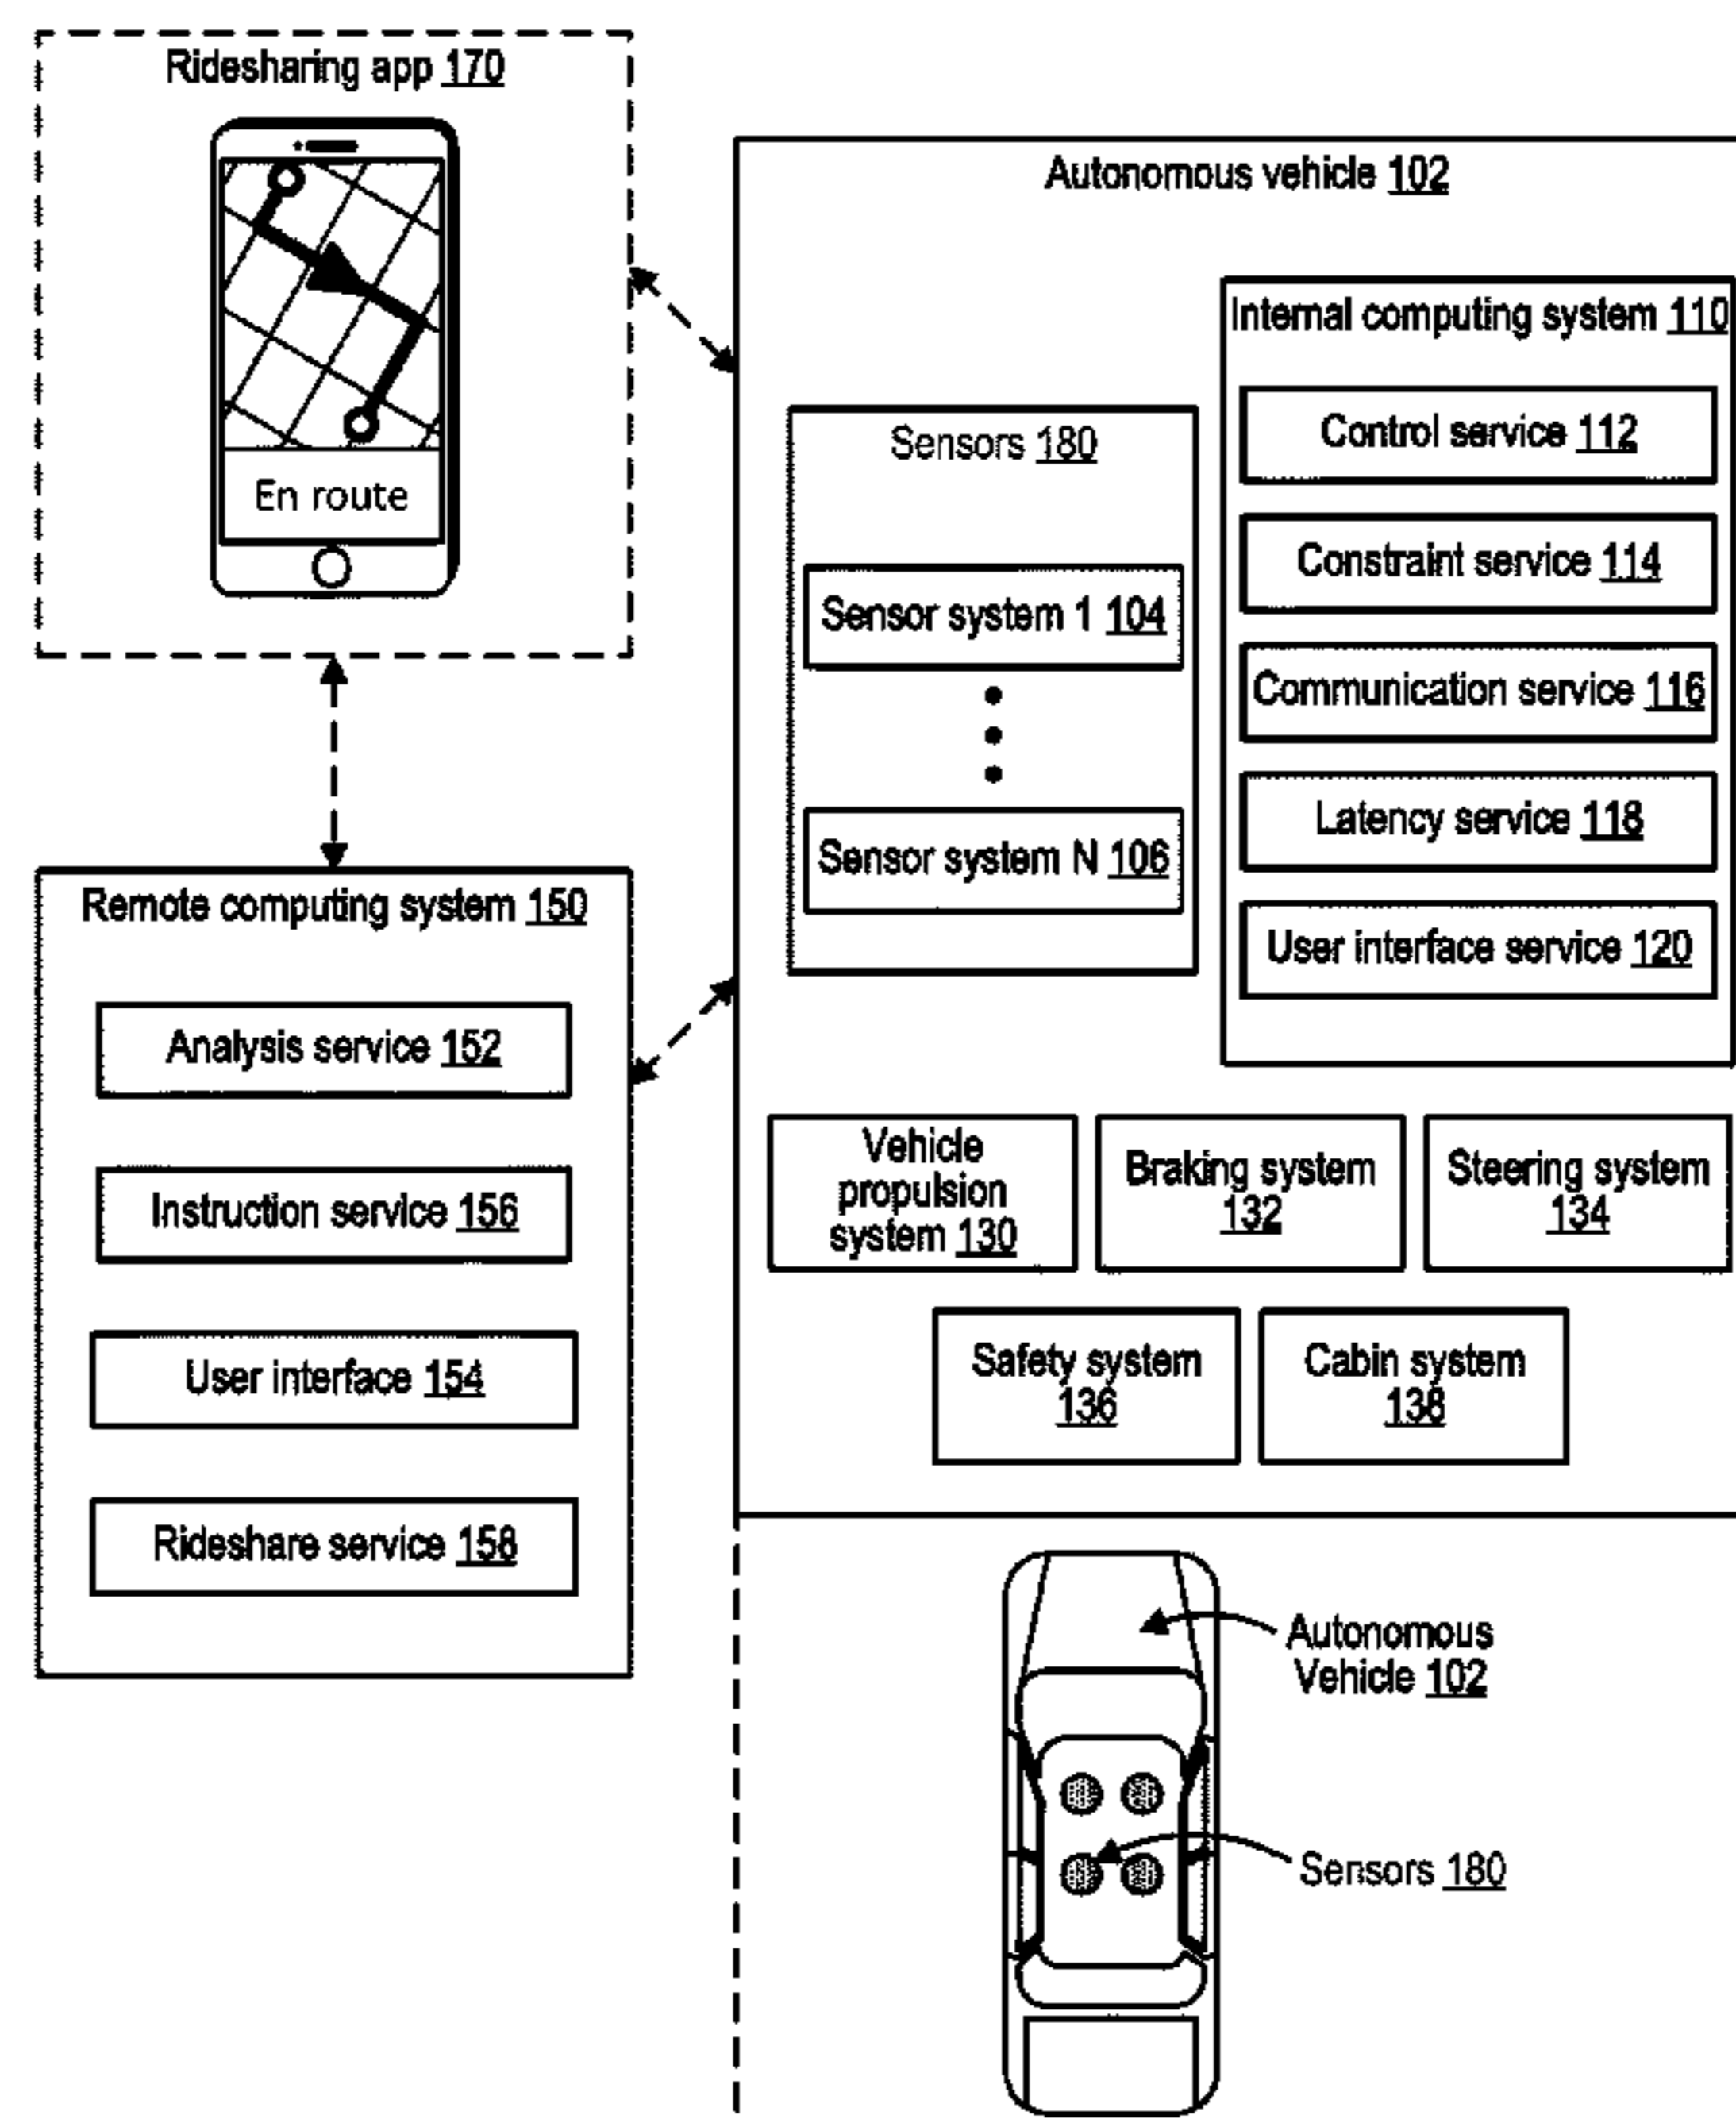 Ridesharing app 170
En route
Autonomous vehicle 102
Internal computing system 110
Control service 112
Constraint service 114
Communication service 116
Latency service 118
User interface service 120
Sensors 180
Sensor system 1 104
Sensor system N 106
Remote computing system 150
Analysis service 152
Instruction service 156
User interface 154
Rideshare service 158
Vehicle
propulsion
system 130
Braking system
132
Steering system
134
Safety system
136
Cabin system
138
Autonomous
Vehicle 102
Sensors 180